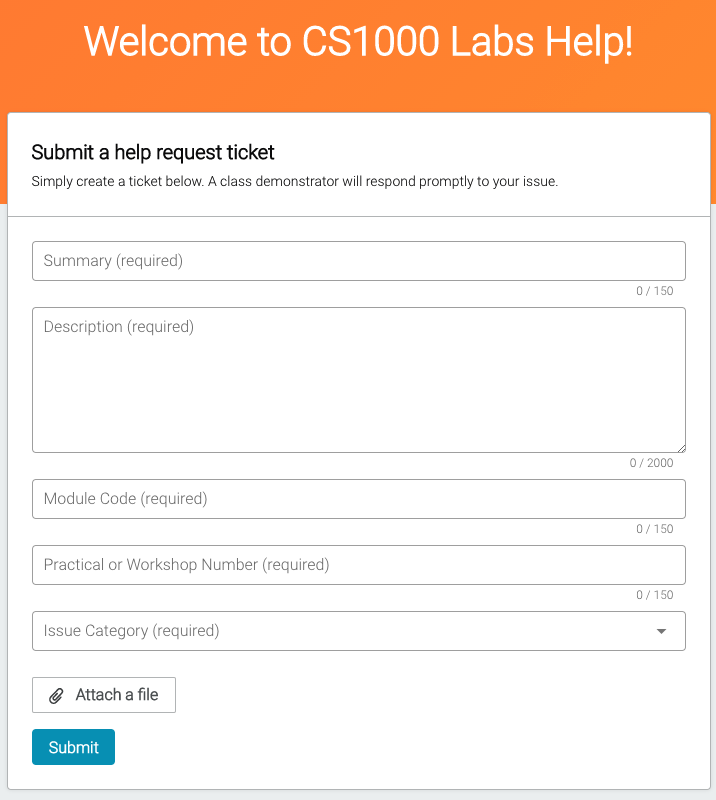 Welcome to CS1000 Labs Help!
Submit a help request ticket
Simply create a ticket below. A class demonstrator will respond promptly to your issue.
Summary (required)
0 / 150
Description (required)
0 / 2000
Module Code (required)
0 / 150
Practical or Workshop Number (required)
0 / 150
Issue Category (required)
Attach a file
Submit